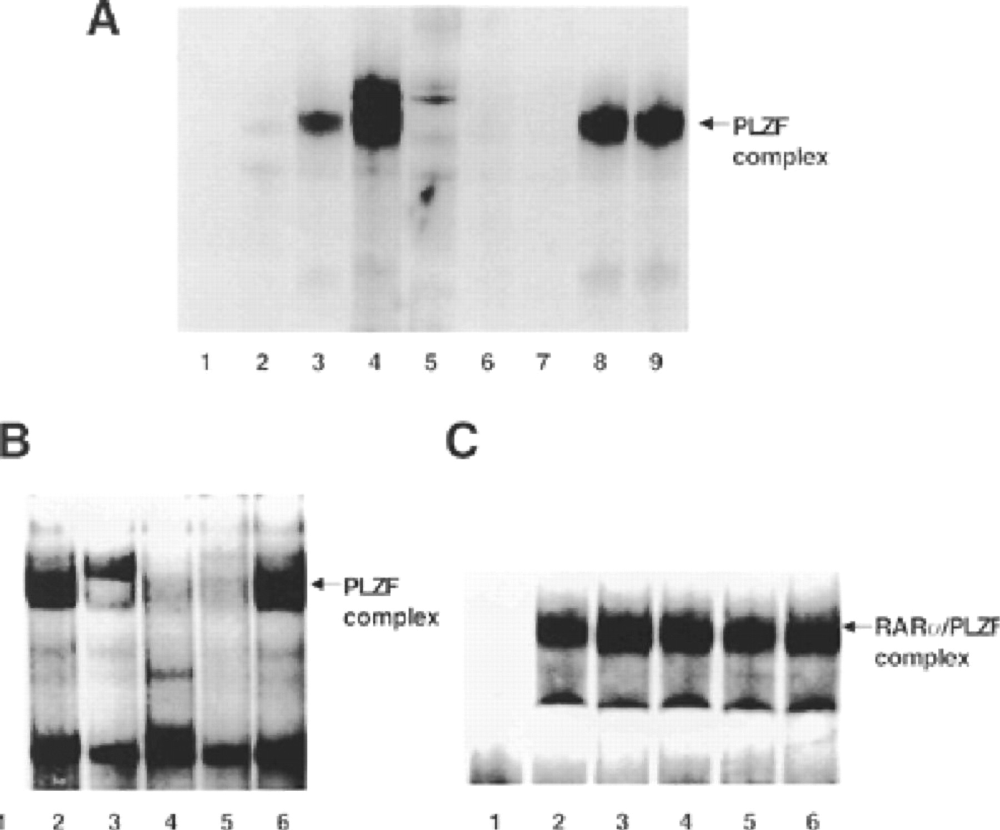 A
PLZF
complex
1 2 3 4 5 6 7 8 9
B
C
PLZF
complex
RARα/PLZF
complex
1 2 3 4 5 6
1 2 3 4 5 6